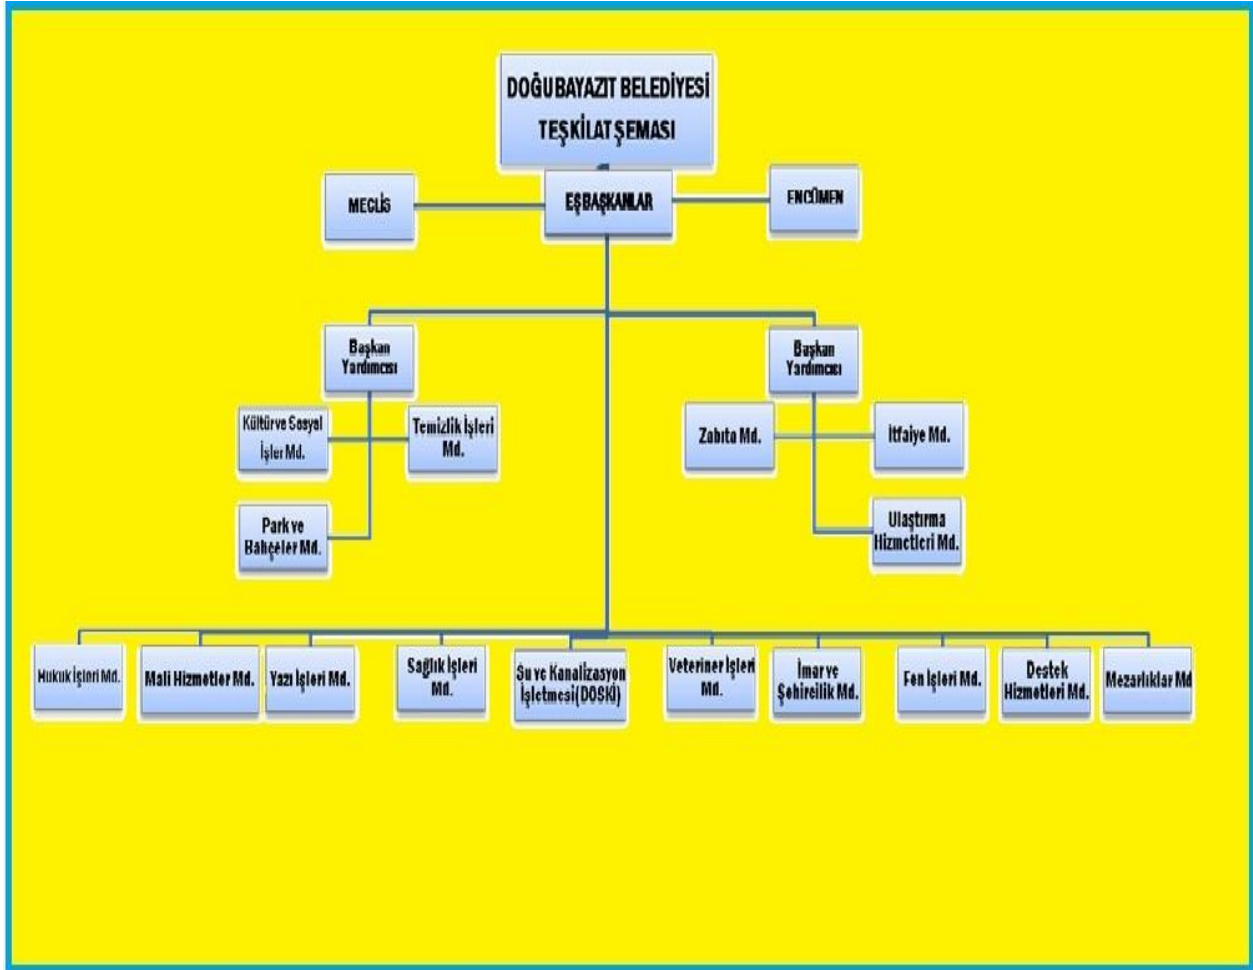 DOĞUBAYAZIT BELEDİYESİ
TEŞKİLAT ŞEMASI
MECLİS
EŞBAŞKANLAR
ENCÜMEN
Başkan
Yardımcısı
Başkan
Yardımcısı
Kültür ve Sosyal
İşler Md.
Temizlik İşleri
Md.
Zabıta Md.
İtfaiye Md.
Park ve
Bahçeler Md.
Ulaştırma
Hizmetleri Md.
Hukuk İşleri Md.
Mali Hizmetler Md.
Yazı İşleri Md.
Sağlık İşleri
Md.
Su ve Kanalizasyon
İşletmesi(DOSKİ)
Veteriner İşleri
Md.
İmar ve
Şehircilik Md.
Fen İşleri Md.
Destek
Hizmetleri Md.
Mezarlıklar Md